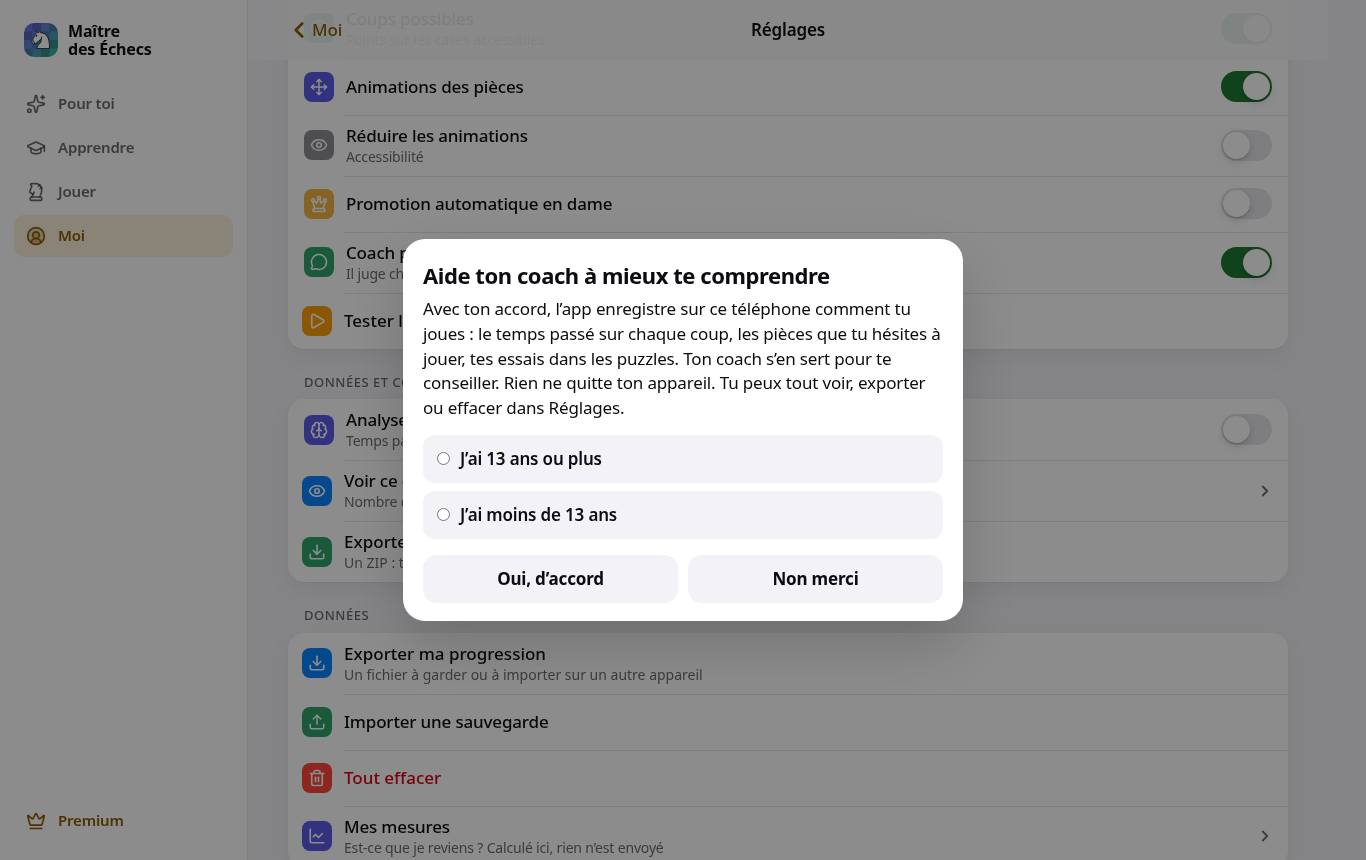 Maître
des Échecs
Pour toi
Apprendre
Jouer
Moi
Premium
Moi
Réglages
Coups possibles
Points sur les cases accessibles
Animations des pièces
Réduire les animations
Accessibilité
Promotion automatique en dame
Coach
Il juge
Tester
DONNÉES ET
Analyse
Temps
Voir ce
Nombre
Exporte
Un ZIP :
Aide ton coach à mieux te comprendre
Avec ton accord, l’app enregistre sur ce téléphone comment tu
joues : le temps passé sur chaque coup, les pièces que tu hésites à
jouer, tes essais dans les puzzles. Ton coach s’en sert pour te
conseiller. Rien ne quitte ton appareil. Tu peux tout voir, exporter
ou effacer dans Réglages.
J’ai 13 ans ou plus
J’ai moins de 13 ans
Oui, d’accord
Non merci
DONNÉES
Exporter ma progression
Un fichier à garder ou à importer sur un autre appareil
Importer une sauvegarde
Tout effacer
Mes mesures
Est-ce que je reviens ? Calculé ici, rien n’est envoyé